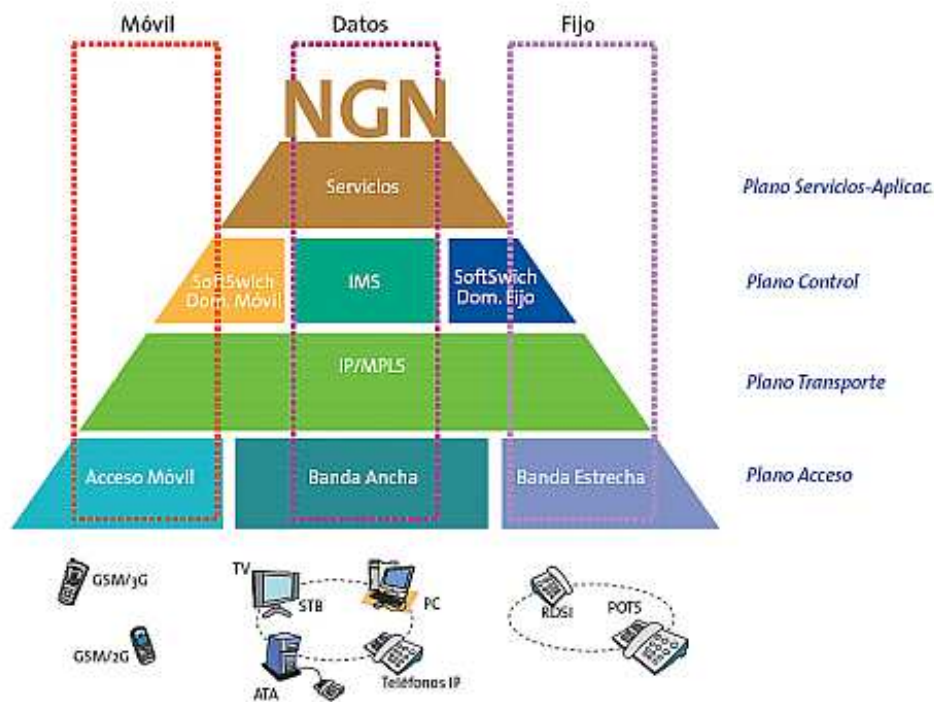 Móvil Datos Fijo
NGN
Servicios
Plano Servicios-Aplicac.
SoftSwich
Dom. Móvil
IMS
SoftSwich
Dom. Fijo
Plano Control
IP/MPLS
Plano Transporte
Acceso Móvil
Banda Ancha
Banda Estrecha
Plano Acceso
GSM/3G
GSM/2G
TV
STB
PC
ATA
Teléfonos IP
RDSI
POTS